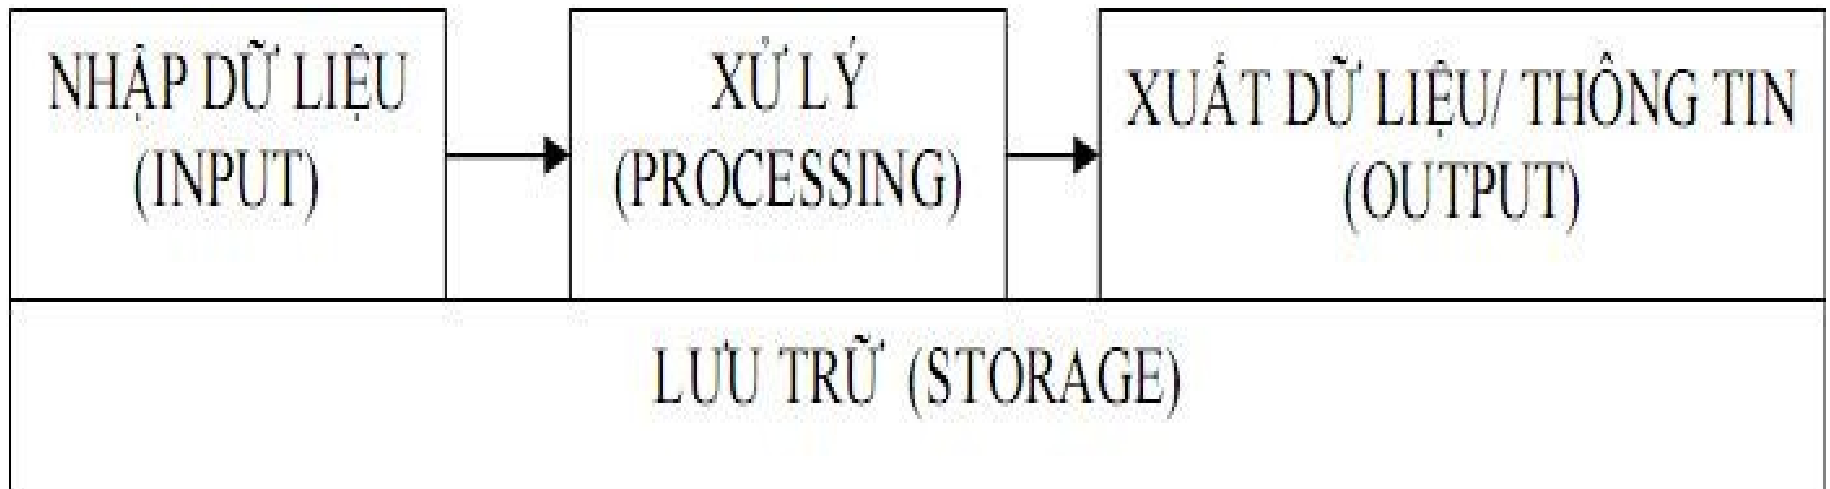 NHẬP DỮ LIỆU
(INPUT)
XỬ LÝ
(PROCESSING)
XUẤT DỮ LIỆU/ THÔNG TIN
(OUTPUT)
LƯU TRỮ (STORAGE)